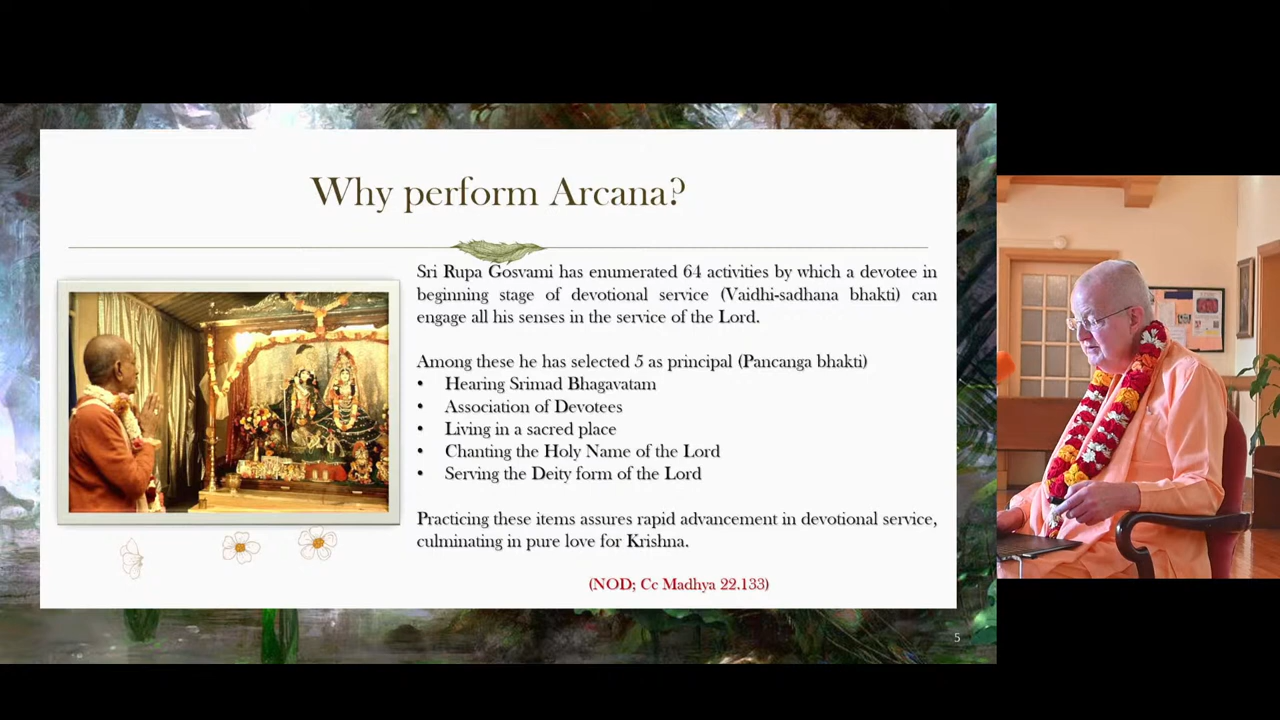 Why perform Arcana?
Sri Rupa Gosvami has enumerated 64 activities by which a devotee in
beginning stage of devotional service (Vaidhi-sadhana bhakti) can
engage all his senses in the service of the Lord.
Among these he has selected 5 as principal (Pancanga bhakti)
• Hearing Srimad Bhagavatam
• Association of Devotees
• Living in a sacred place
• Chanting the Holy Name of the Lord
• Serving the Deity form of the Lord
Practicing these items assures rapid advancement in devotional service,
culminating in pure love for Krishna.
(NOD; Cc Madhya 22.133)
5